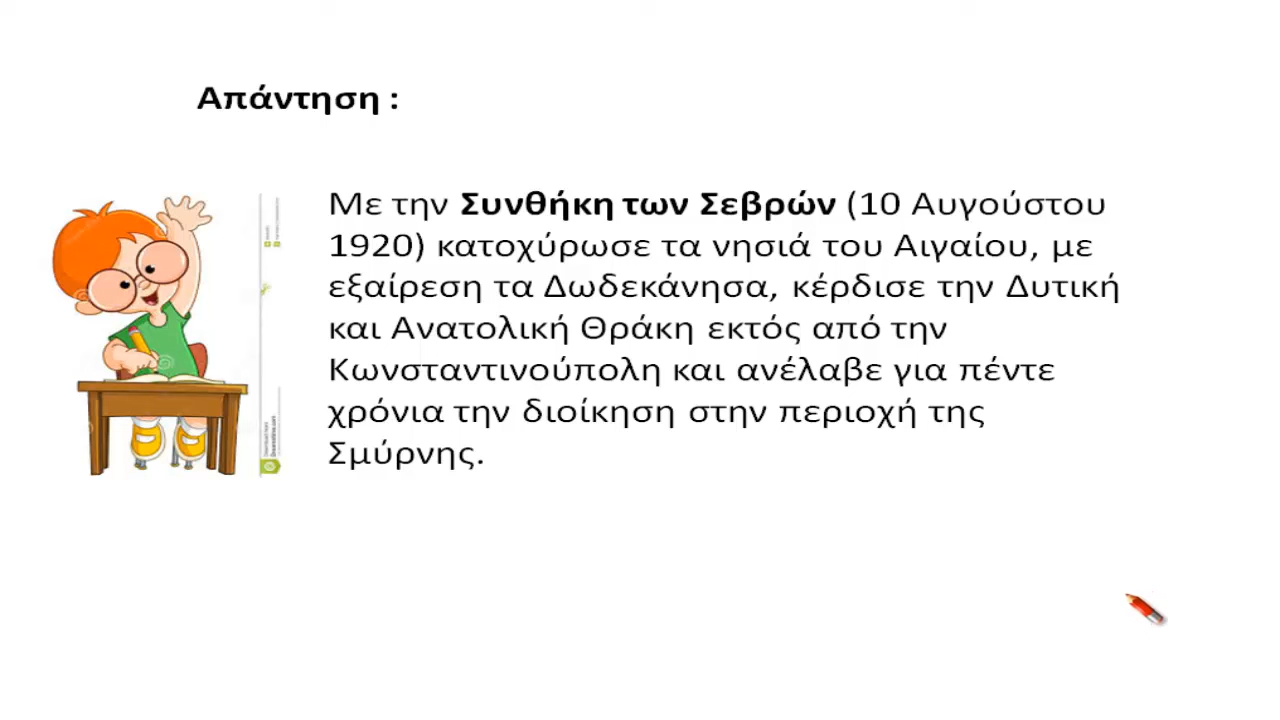 Απάντηση :
Με την Συνθήκη των Σεβρών (10 Αυγούστου
1920) κατοχύρωσε τα νησιά του Αιγαίου, με
εξαίρεση τα Δωδεκάνησα, κέρδισε την Δυτική
και Ανατολική Θράκη εκτός από την
Κωνσταντινούπολη και ανέλαβε για πέντε
χρόνια την διοίκηση στην περιοχή της
Σμύρνης.